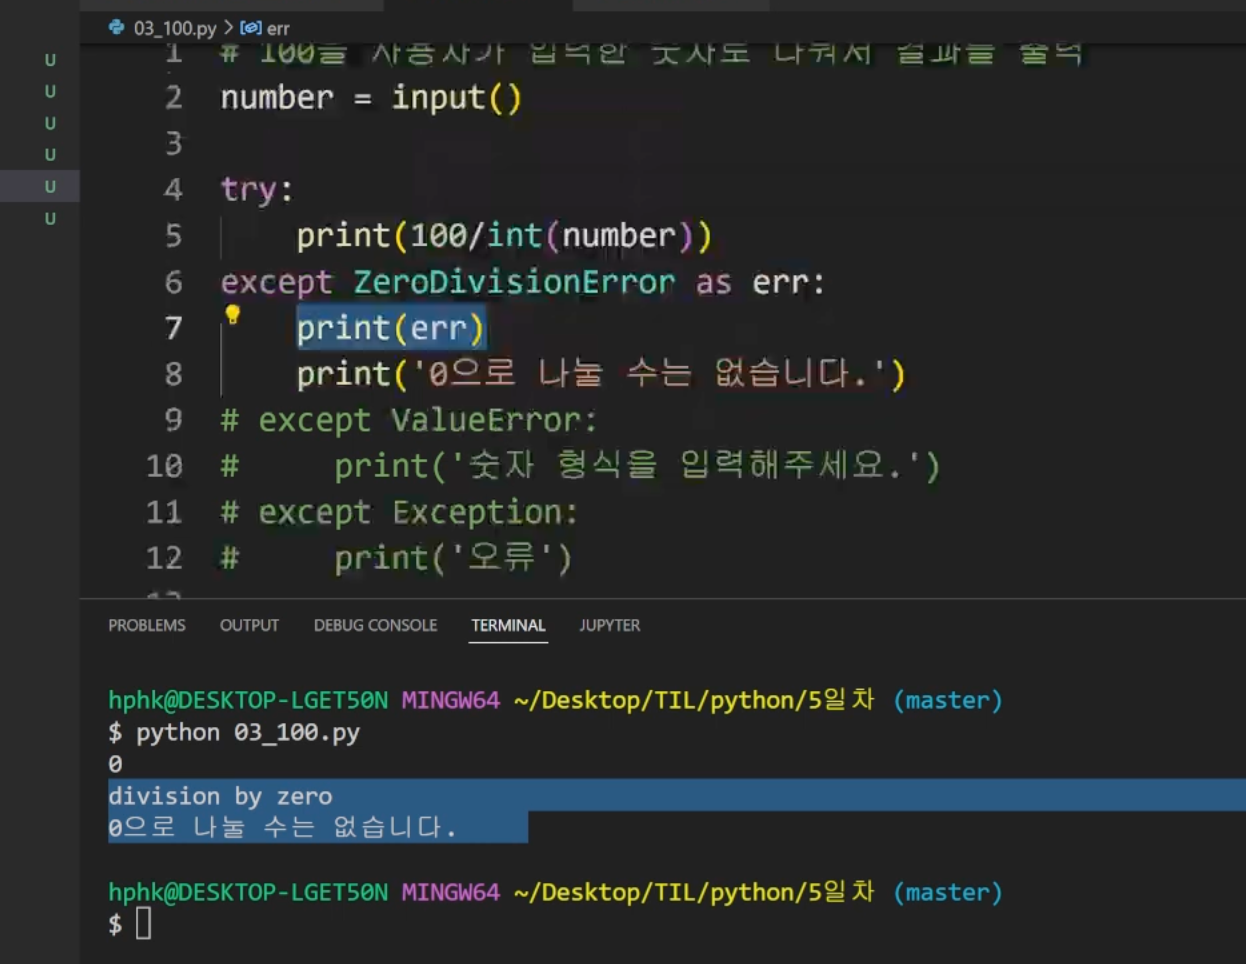 03_100.py > err
1 # 100을 사용자가 입력한 숫자로 나눠서 결과를 출력
U
2 number = input()
U
U
3
U
4 try:
U
5 print(100/int(number))
U
6 except ZeroDivisionError as err:
7 print(err)
8 print('0으로 나눌 수는 없습니다.')
9 # except ValueError:
10 # print('숫자 형식을 입력해주세요.')
11 # except Exception:
12 # print('오류')
PROBLEMS OUTPUT DEBUG CONSOLE TERMINAL JUPYTER
hphk@DESKTOP-LGET50N MINGW64 ~/Desktop/TIL/python/5일차 (master)
$ python 03_100.py
0
division by zero
0으로 나눌 수는 없습니다.
hphk@DESKTOP-LGET50N MINGW64 ~/Desktop/TIL/python/5일차 (master)
$